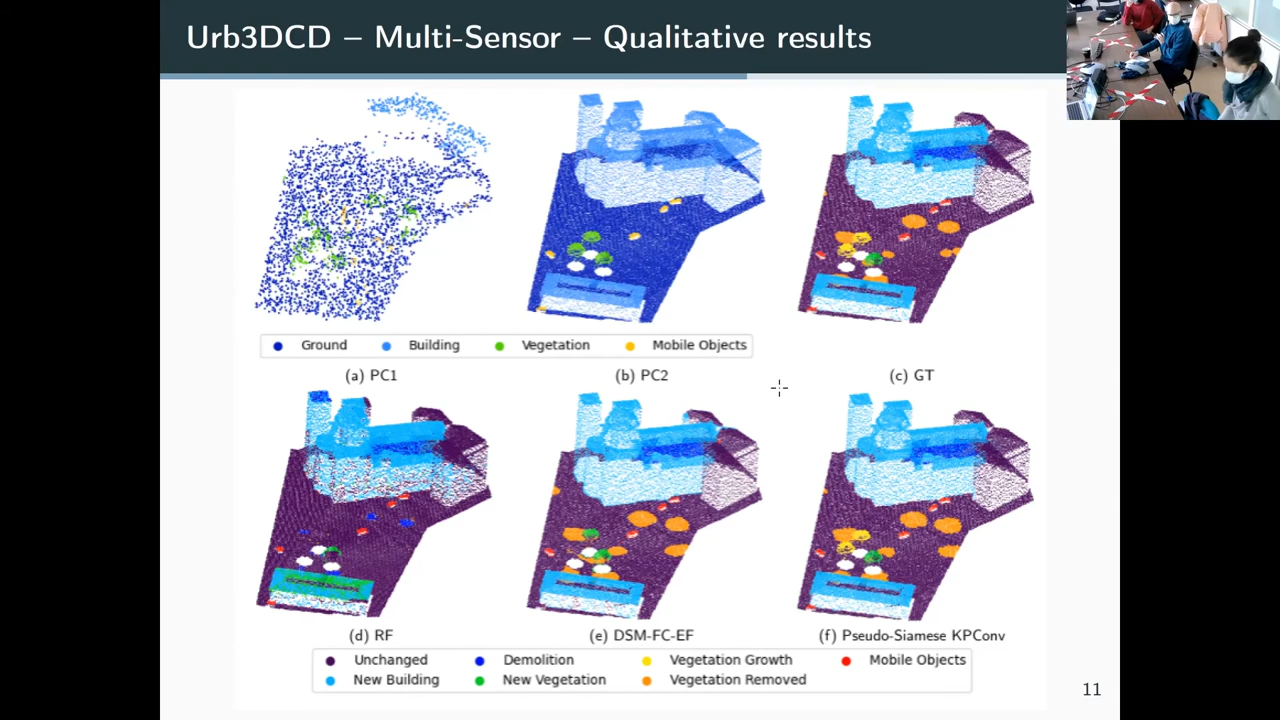 Urb3DCD – Multi-Sensor – Qualitative results
Ground Building Vegetation Mobile Objects
(a) PC1 (b) PC2 (c) GT
(d) RF (e) DSM-FC-EF (f) Pseudo-Siamese KPConv
Unchanged Demolition Vegetation Growth Mobile Objects
New Building New Vegetation Vegetation Removed
11